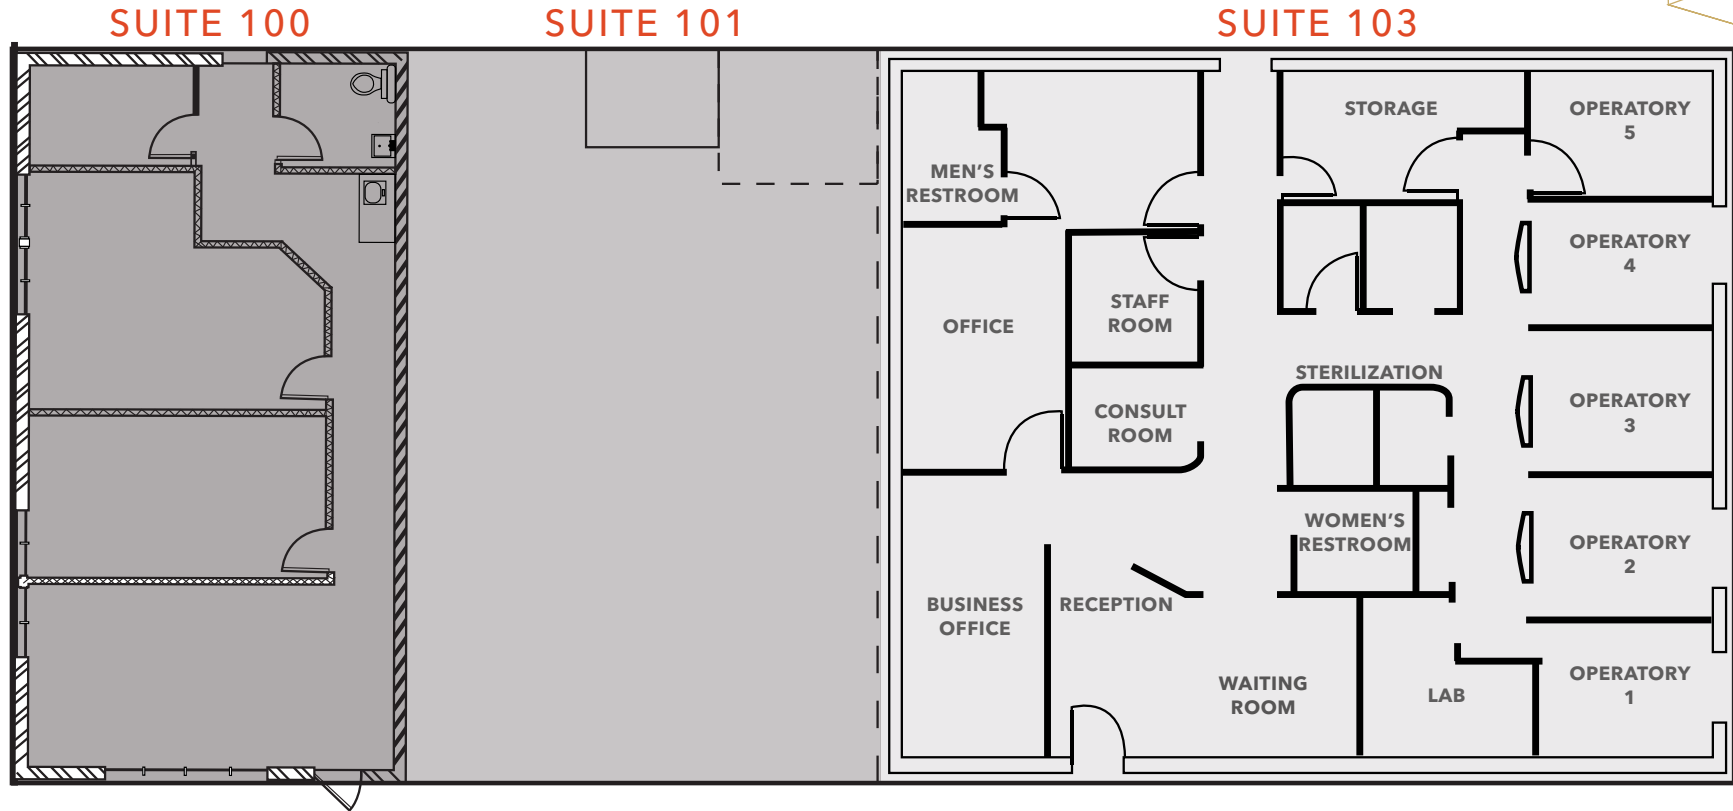 SUITE 100
SUITE 101
SUITE 103
STORAGE
OPERATORY
5
MEN'S
RESTROOM
OPERATORY
4
STAFF
ROOM
OFFICE
STERILIZATION
CONSULT
ROOM
OPERATORY
3
WOMEN'S
RESTROOM
OPERATORY
2
BUSINESS
OFFICE
RECEPTION
WAITING
ROOM
LAB
OPERATORY
1